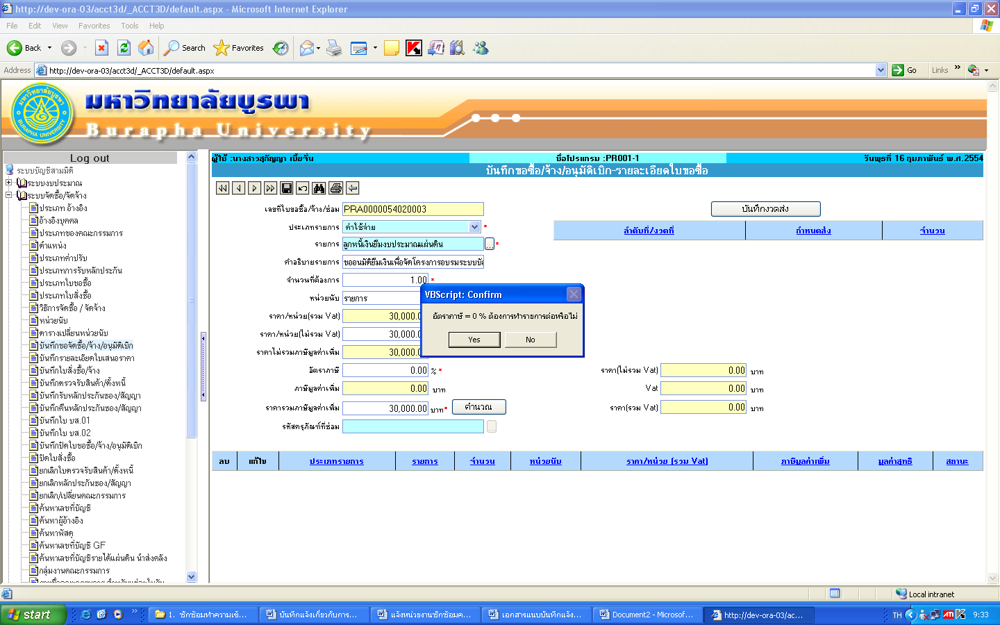 http://dev-ora-03/acct3d/_ACCT3D/default.aspx - Microsoft Internet Explorer
File Edit View Favorites Tools Help
Back Search Favorites
Address http://dev-ora-03/acct3d/_ACCT3D/default.aspx Go Links
มหาวิทยาลัยบูรพา
Burapha University
Log out
ผู้ใช้ :นางสาวสุกัญญา เบี้ยจั่น ชื่อโปรแกรม :PR001-1 วันพุธที่ 16 กุมภาพันธ์ พ.ศ.2554
บันทึกขอซื้อ/จ้าง/อนุมัติเบิก-รายละเอียดใบขอซื้อ
ระบบบัญชีสามมิติ
ระบบงบประมาณ
ระบบจัดซื้อ/จัดจ้าง
ประเภท อ้างอิง
อ้างอิงบุคคล
ประเภทของคณะกรรมการ
ตำแหน่ง
ประเภทค่าปรับ
ประเภทการรับหลักประกัน
ประเภทใบขอซื้อ
ประเภทใบสั่งซื้อ
วิธีการจัดซื้อ / จัดจ้าง
หน่วยนับ
ตารางเปลี่ยนหน่วยนับ
บันทึกขอจัดซื้อ/จ้าง/อนุมัติเบิก
บันทึกรายละเอียดใบเสนอราคา
บันทึกใบสั่งซื้อ/จ้าง
บันทึกตรวจรับสินค้า/ตั้งหนี้
บันทึกรับหลักประกันซอง/สัญญา
บันทึกคืนหลักประกันซอง/สัญญา
บันทึกใบ บส.01
บันทึกใบ บส.02
บันทึกปิดใบขอซื้อ/จ้าง/อนุมัติเบิก
ปิดใบสั่งซื้อ
ยกเลิกใบตรวจรับสินค้า/ตั้งหนี้
ยกเลิกหลักประกันซอง/สัญญา
ยกเลิก/เปลี่ยนคณะกรรมการ
ค้นหาเลขที่บัญชี
ค้นหาผู้อ้างอิง
ค้นหาพัสดุ
ค้นหาเลขที่บัญชี GF
ค้นหาเลขที่บัญชีรายได้แผ่นดิน นำส่งคลัง
กลุ่มงานคณะกรรมการ
เลขที่ใบขอซื้อ/จ้าง/ซ่อม PRA0000054020003 บันทึกงวดส่ง
ประเภทรายการ ค่าใช้จ่าย *
ลำดับที่/งวดที่ กำหนดส่ง จำนวน
รายการ ลูกหนี้เงินยืมงบประมาณแผ่นดิน ... *
คำอธิบายรายการ ขออนุมัติยืมเงินเพื่อจัดโครงการอบรมระบบบัญ
จำนวนที่ต้องการ 1.00 *
หน่วยนับ รายการ
ราคา/หน่วย(รวม Vat) 30,000.0
ราคา/หน่วย(ไม่รวม Vat) 30,000.0
ราคาไม่รวมภาษีมูลค่าเพิ่ม 30,000.0
VBScript: Confirm
อัตราภาษี = 0 % ต้องการทำรายการต่อหรือไม่
Yes No
อัตราภาษี 0.00 % * ราคา(ไม่รวม Vat) 0.00 บาท
ภาษีมูลค่าเพิ่ม 0.00 บาท Vat 0.00 บาท
ราคารวมภาษีมูลค่าเพิ่ม 30,000.00 บาท* คำนวณ ราคา(รวม Vat) 0.00 บาท
รหัสครุภัณฑ์ที่ซ่อม ...
ลบ แก้ไข ประเภทรายการ รายการ จำนวน หน่วยนับ ราคา/หน่วย (รวม Vat) ภาษีมูลค่าเพิ่ม มูลค่าสุทธิ สถานะ
Local intranet
start 1. ซักซ้อมทำความเข้... บันทึกแจ้งเกี่ยวกับการ... แจ้งหน่วยงานซักซ้อมค... เอกสารแนบบันทึกแจ้ง... Document2 - Microsof... http://dev-ora-03/ac... TH ATI 9:33